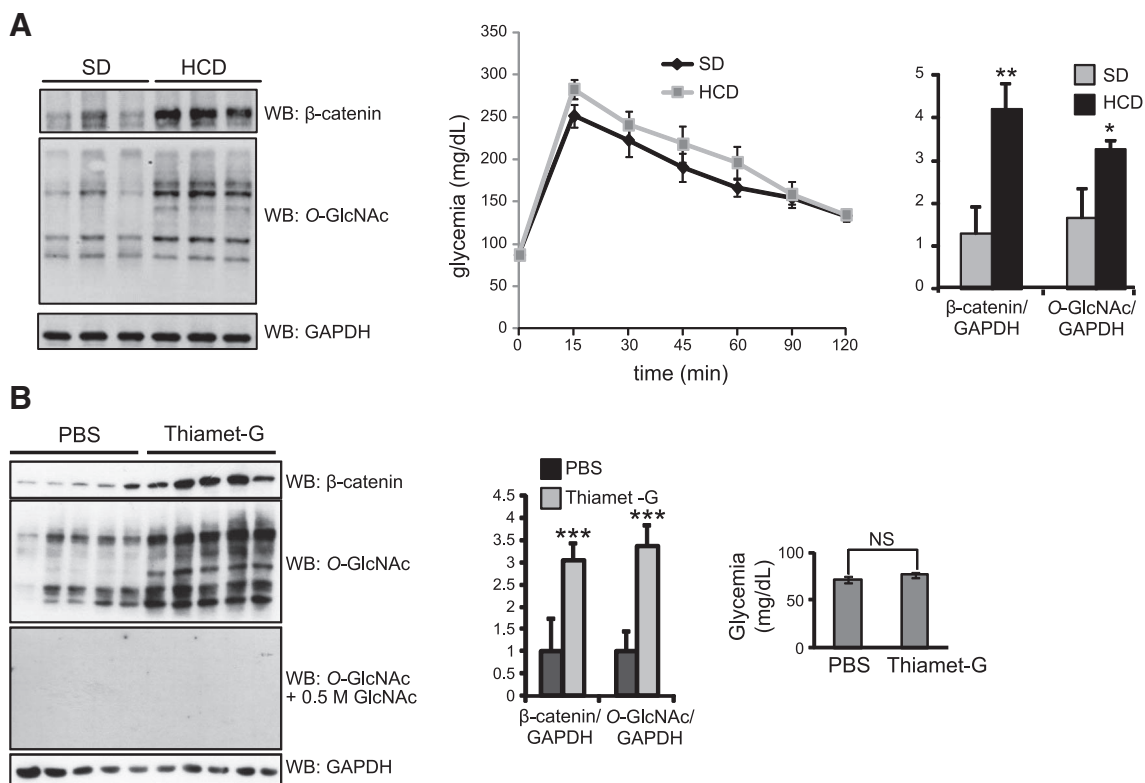 A
SD HCD
WB: β-catenin
WB: O-GlcNAc
WB: GAPDH
350
300
250
200
150
100
50
0
glycemia (mg/dL)
SD
HCD
0 15 30 45 60 90 120
time (min)
SD
HCD
5
4
3
2
1
0
**
*
β-catenin/
GAPDH
O-GlcNAc/
GAPDH
B
PBS Thiamet-G
WB: β-catenin
WB: O-GlcNAc
WB: O-GlcNAc
+ 0.5 M GlcNAc
WB: GAPDH
PBS
Thiamet -G
4.5
4
3.5
3
2.5
2
1.5
1
0.5
0
***
***
β-catenin/
GAPDH
O-GlcNAc/
GAPDH
Glycemia
(mg/dL)
100
50
0
NS
PBS Thiamet-G